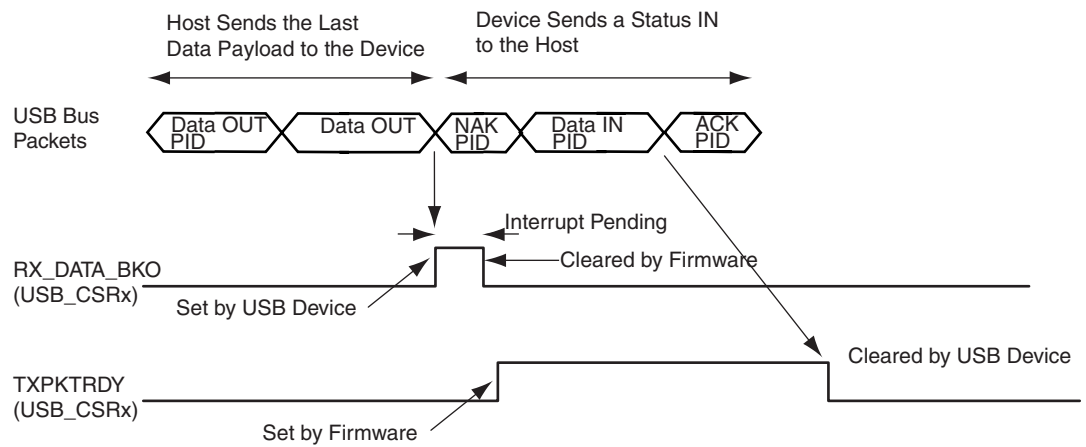 Host Sends the Last
Data Payload to the Device
Device Sends a Status IN
to the Host
USB Bus
Packets
Data OUT
PID
Data OUT
NAK
PID
Data IN
PID
ACK
PID
Interrupt Pending
RX_DATA_BKO
(USB_CSRx)
Cleared by Firmware
Set by USB Device
Cleared by USB Device
TXPKTRDY
(USB_CSRx)
Set by Firmware